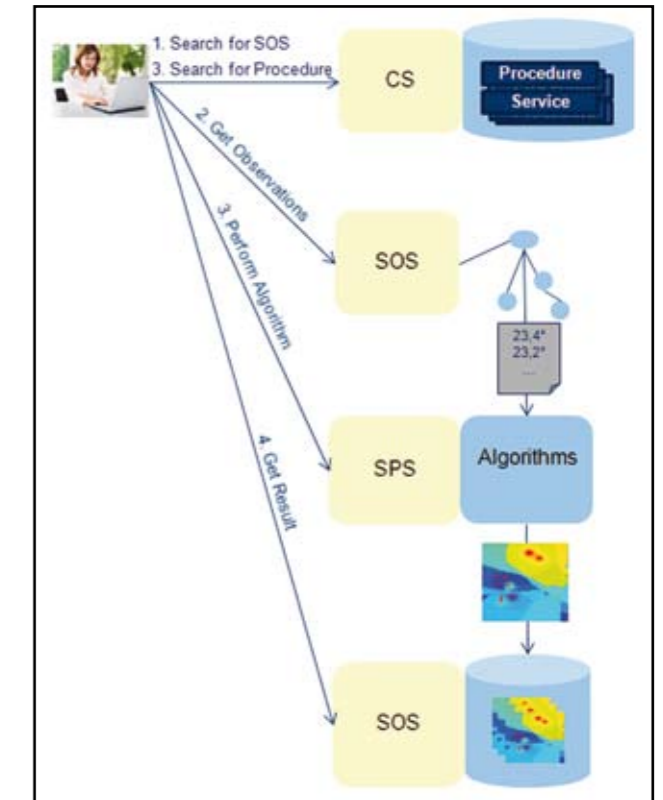 1. Search for SOS
3. Search for Procedure
CS
Procedure
Service
2. Get Observations
SOS
23,4°
23,2°
...
3. Perform Algorithm
SPS
Algorithms
4. Get Result
SOS